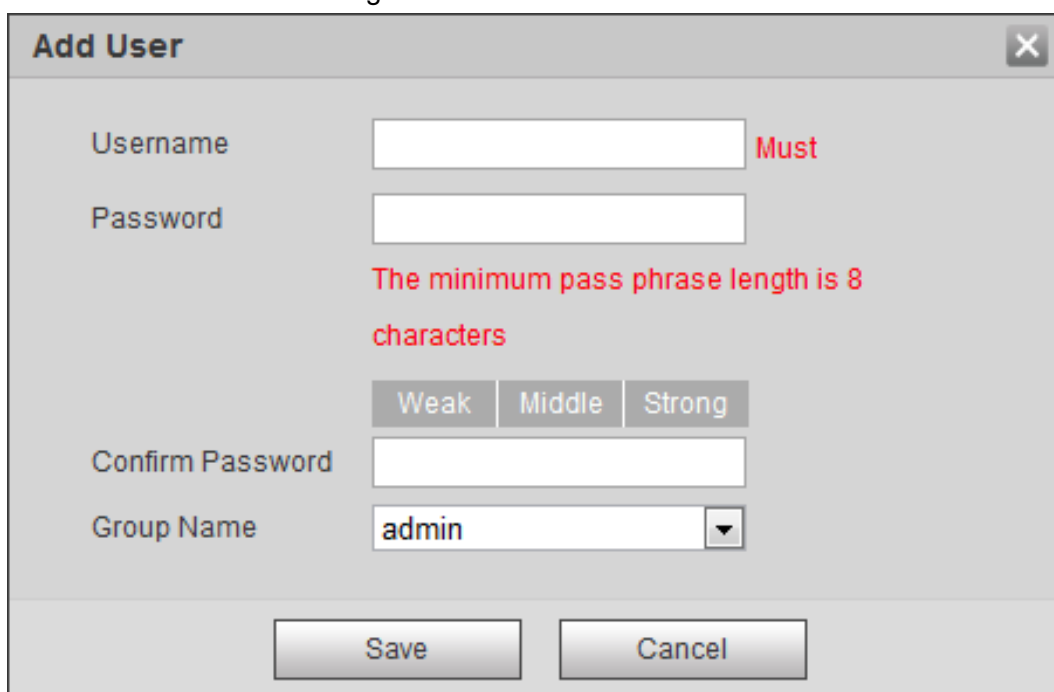 Add User
Username Must
Password
The minimum pass phrase length is 8
characters
Weak Middle Strong
Confirm Password
Group Name admin
Save Cancel